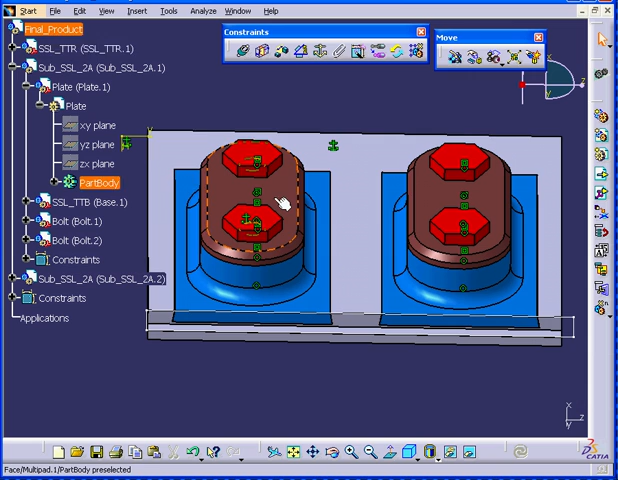 Start File Edit View Insert Tools Analyze Window Help
Constraints
Move
Final_Product
SSL_TTR (SSL_TTR.1)
Sub_SSL_2A (Sub_SSL_2A.1)
Plate (Plate.1)
Plate
xy plane
yz plane
zx plane
PartBody
SSL_TTB (Base.1)
Bolt (Bolt.1)
Bolt (Bolt.2)
Constraints
Sub_SSL_2A (Sub_SSL_2A.2)
Constraints
Applications
x
z
y
z
x
y
CATIA
Face/Multipad.1/PartBody preselected